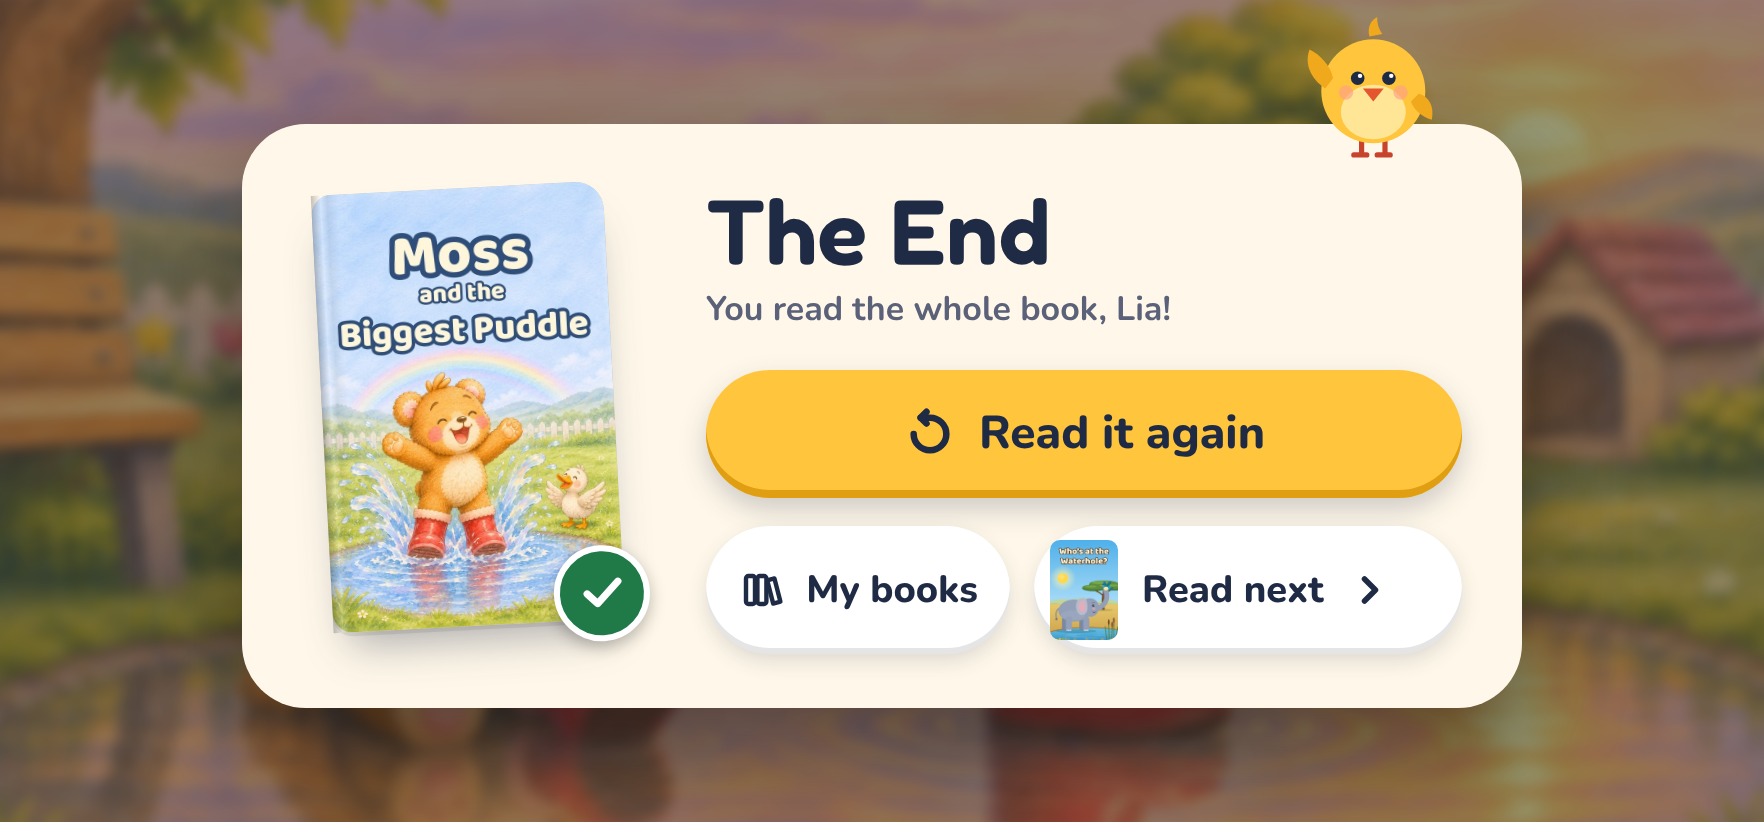 Moss
and the
Biggest Puddle
The End
You read the whole book, Lia!
Read it again
My books
Who's at the
Waterhole?
Read next